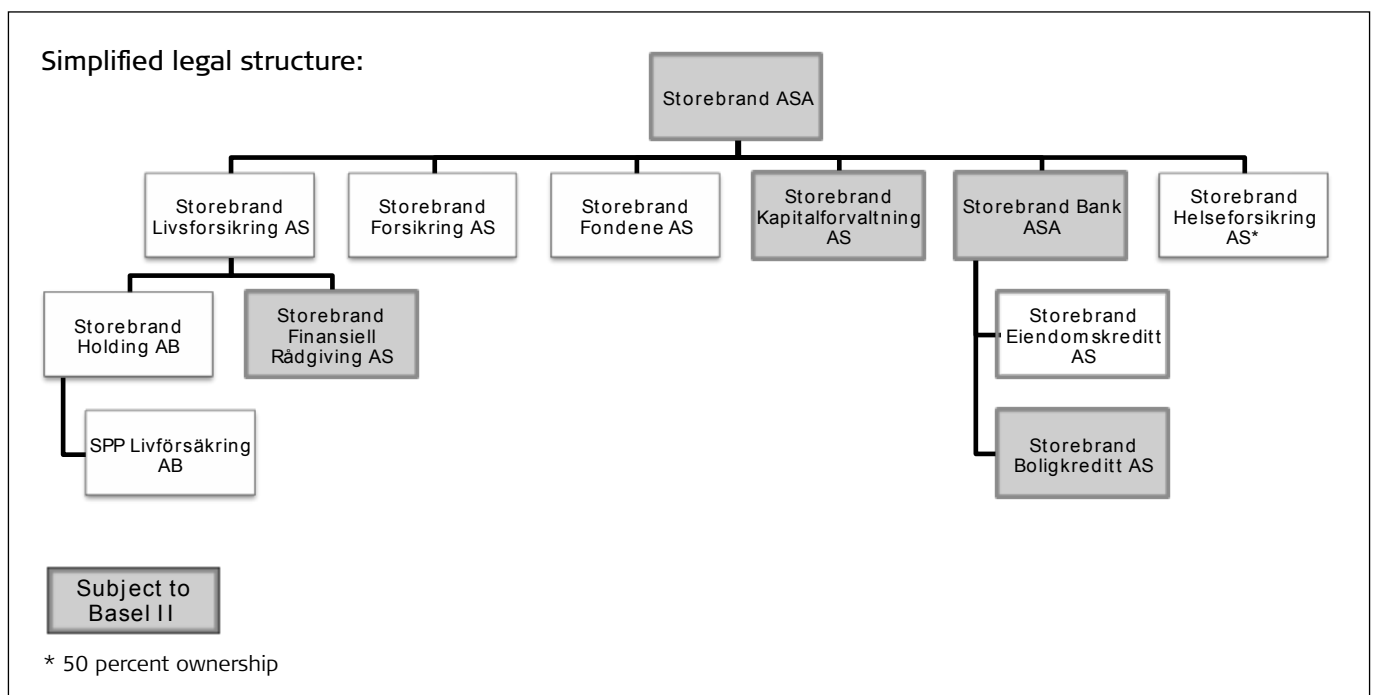 Simplified legal structure:
Storebrand ASA
Storebrand
Livsforsikring AS
Storebrand
Forsikring AS
Storebrand
Fondene AS
Storebrand
Kapitalforvaltning
AS
Storebrand Bank
ASA
Storebrand
Helseforsikring
AS*
Storebrand
Holding AB
Storebrand
Finansiell
Rådgiving AS
Storebrand
Eiendomskreditt
AS
SPP Livförsäkring
AB
Storebrand
Boligkreditt AS
Subject to
Basel II
* 50 percent ownership